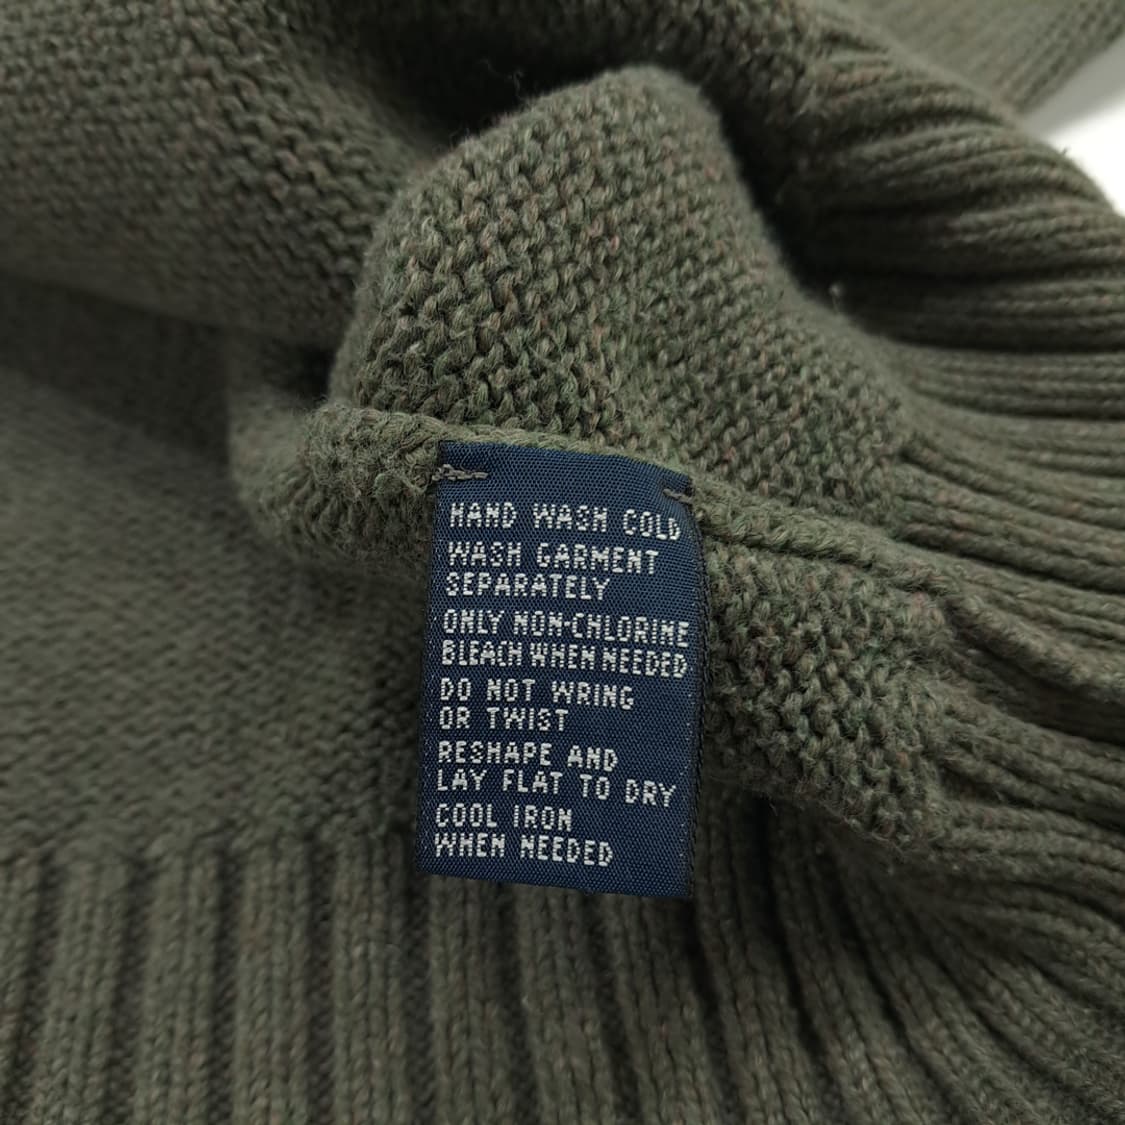 HAND WASH COLD
WASH GARMENT
SEPARATELY
ONLY NON-CHLORINE
BLEACH WHEN NEEDED
DO NOT WRING
OR TWIST
RESHAPE AND
LAY FLAT TO DRY
COOL IRON
WHEN NEEDED